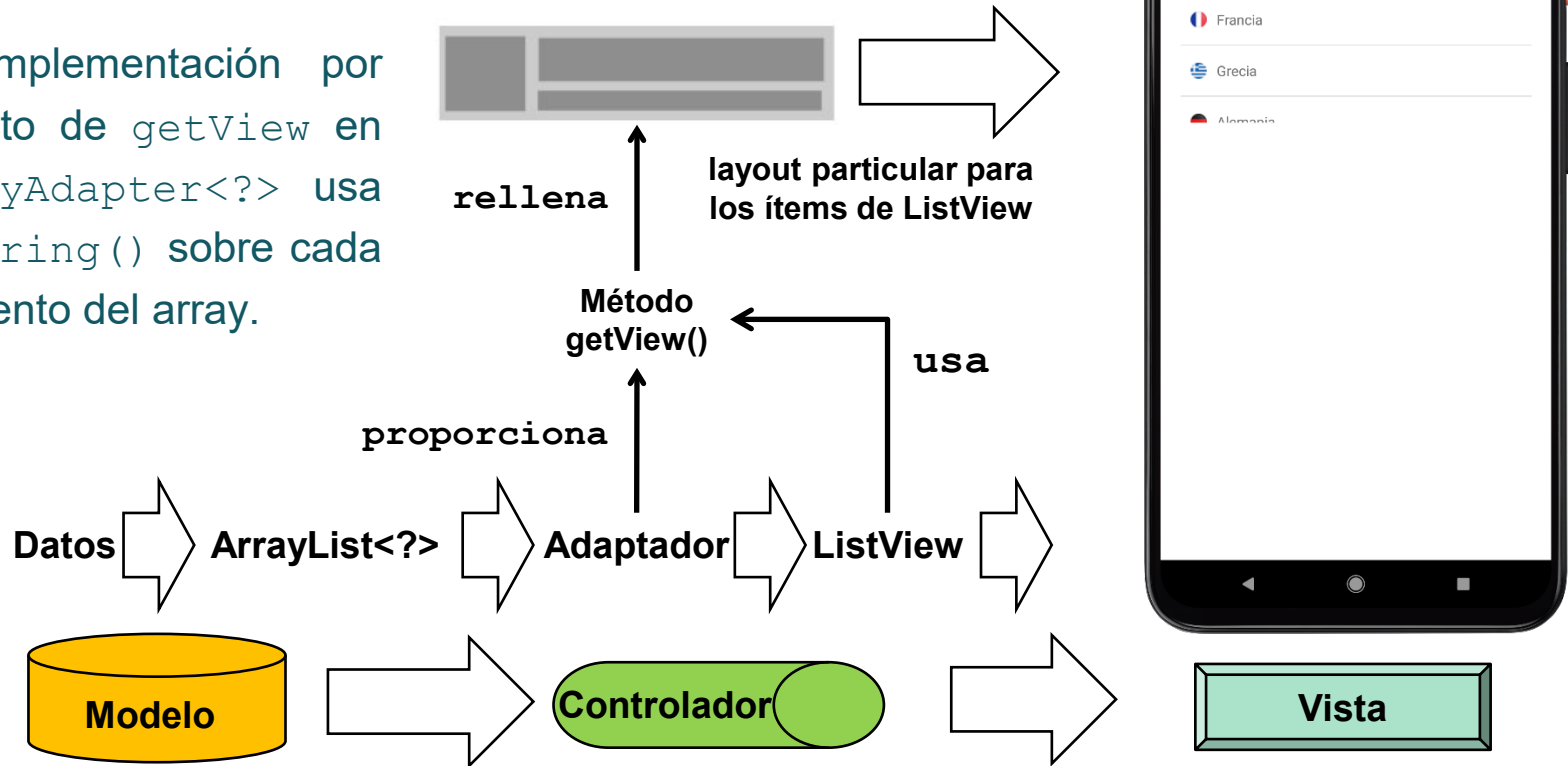 mplementación por
to de getView en
yAdapter<?> usa
ring() sobre cada
ento del array.
rellena
layout particular para
los ítems de ListView
Método
getView()
usa
proporciona
Datos
ArrayList<?>
Adaptador
ListView
Modelo
Controlador
Vista
Francia
Grecia
Alemania